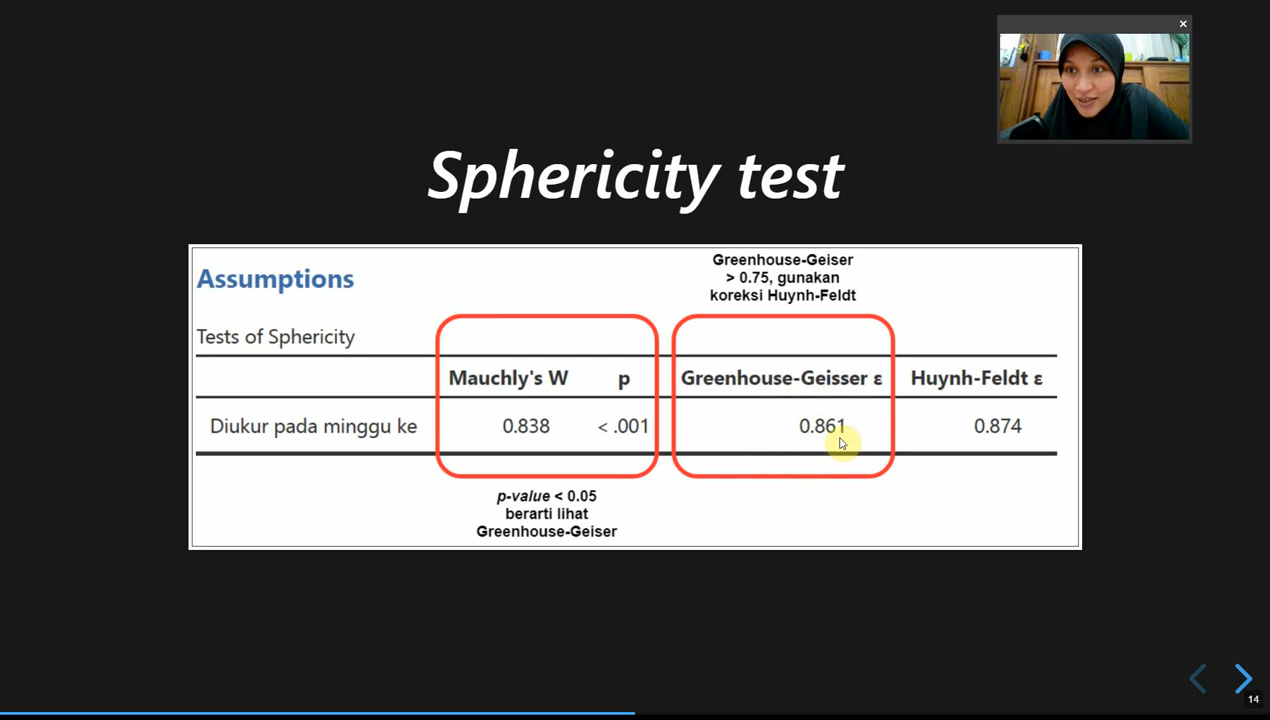 Sphericity test
Assumptions
Greenhouse-Geiser
> 0.75, gunakan
koreksi Huynh-Feldt
Tests of Sphericity
Mauchly's W p Greenhouse-Geisser ε Huynh-Feldt ε
Diukur pada minggu ke 0.838 < .001 0.861 0.874
p-value < 0.05
berarti lihat
Greenhouse-Geiser
14